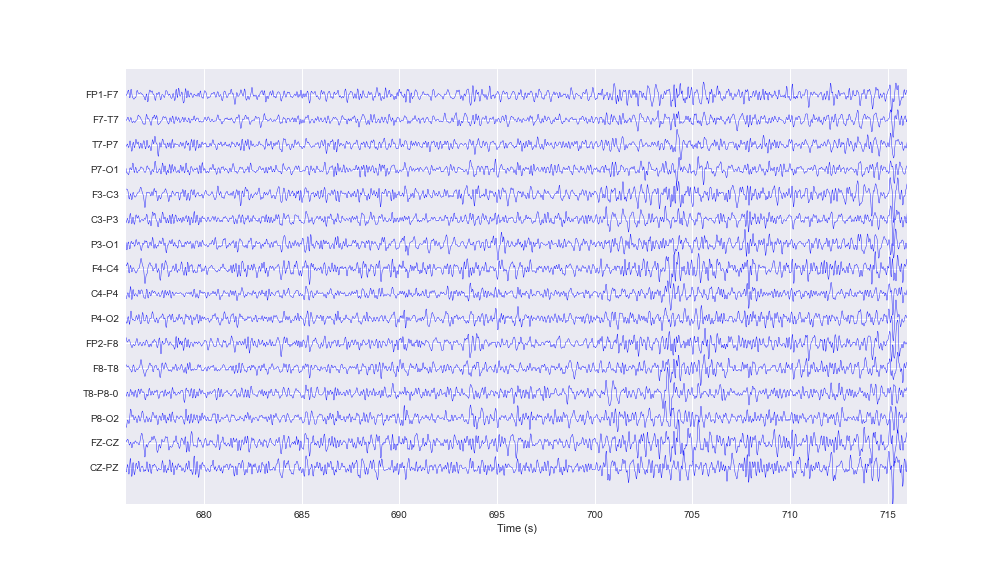 FP1-F7
F7-T7
T7-P7
P7-O1
F3-C3
C3-P3
P3-O1
F4-C4
C4-P4
P4-O2
FP2-F8
F8-T8
T8-P8-0
P8-O2
FZ-CZ
CZ-PZ
680 685 690 695 700 705 710 715
Time (s)